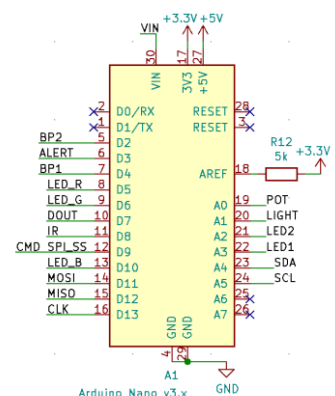 +3.3V +5V
VIN
30 17 27
VIN 3V3 +5V
2 D0/RX RESET 28
1 D1/TX RESET 3
BP2 5 D2
ALERT 6 D3
BP1 7 D4 AREF 18 R12 5k +3.3V
LED_R 8 D5
LED_G 9 D6 A0 19 POT
DOUT 10 D7 A1 20 LIGHT
IR 11 D8 A2 21 LED2
CMD SPI_SS 12 D9 A3 22 LED1
LED_B 13 D10 A4 23 SDA
MOSI 14 D11 A5 24 SCL
MISO 15 D12 A6 25
CLK 16 D13 A7 26
GND GND
4 29
A1 GND
Arduino Nano v3.x